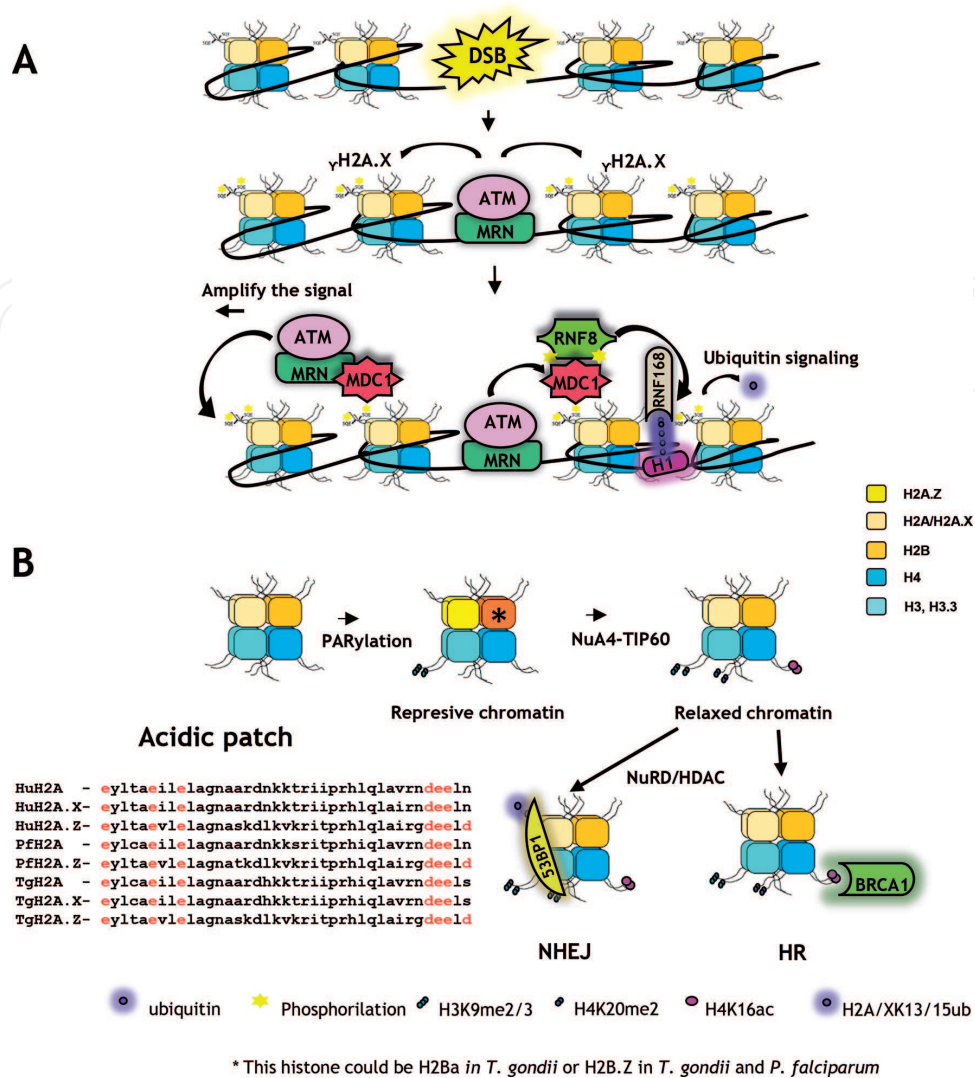 A
DSB
γH2A.X
γH2A.X
ATM
MRN
Amplify the signal
ATM
MRN
MDC1
RNF8
MDC1
RNF168
Ubiquitin signaling
ATM
MRN
H1
H2A.Z
H2A/H2A.X
H2B
H4
H3, H3.3
B
PARylation
*
NuA4-TIP60
Represive chromatin
Relaxed chromatin
Acidic patch
NuRD/HDAC
HuH2A - eyltaeilelagnaardnkktriiprhlqlavrndeeln
HuH2A.X- eyltaeilelagnaardnkktriiprhlqlavrndeeln
HuH2A.Z- eyltaevlelagnaskdlkvkritprhlqlairgdeeld
PfH2A - eylcaeilelagnaardnkksritprhiqlavrndeeln
PfH2A.Z- eyltaevlelagnatkdlkvkritprhlqlairgdeeld
TgH2A - eylcaeilelagnaardhkktriiprhiqlavrndeels
TgH2A.X- eylcaeilelagnaardhkktriiprhiqlavrndeels
TgH2A.Z- eyltaevlelagnaskdlkvkritprhlqlairgdeeld
53BP1
BRCA1
NHEJ
HR
ubiquitin
Phosphorilation
H3K9me2/3
H4K20me2
H4K16ac
H2A/XK13/15ub
* This histone could be H2Ba in T. gondii or H2B.Z in T. gondii and P. falciparum